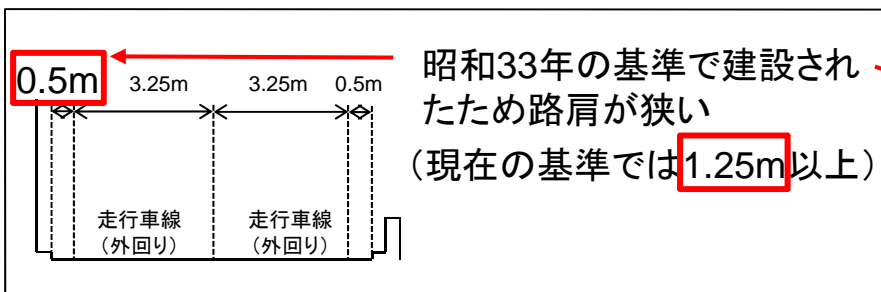 0.5m 3.25m 3.25m 0.5m
走行車線
（外回り）
走行車線
（外回り）
昭和33年の基準で建設され
たため路肩が狭い
（現在の基準では1.25m以上）